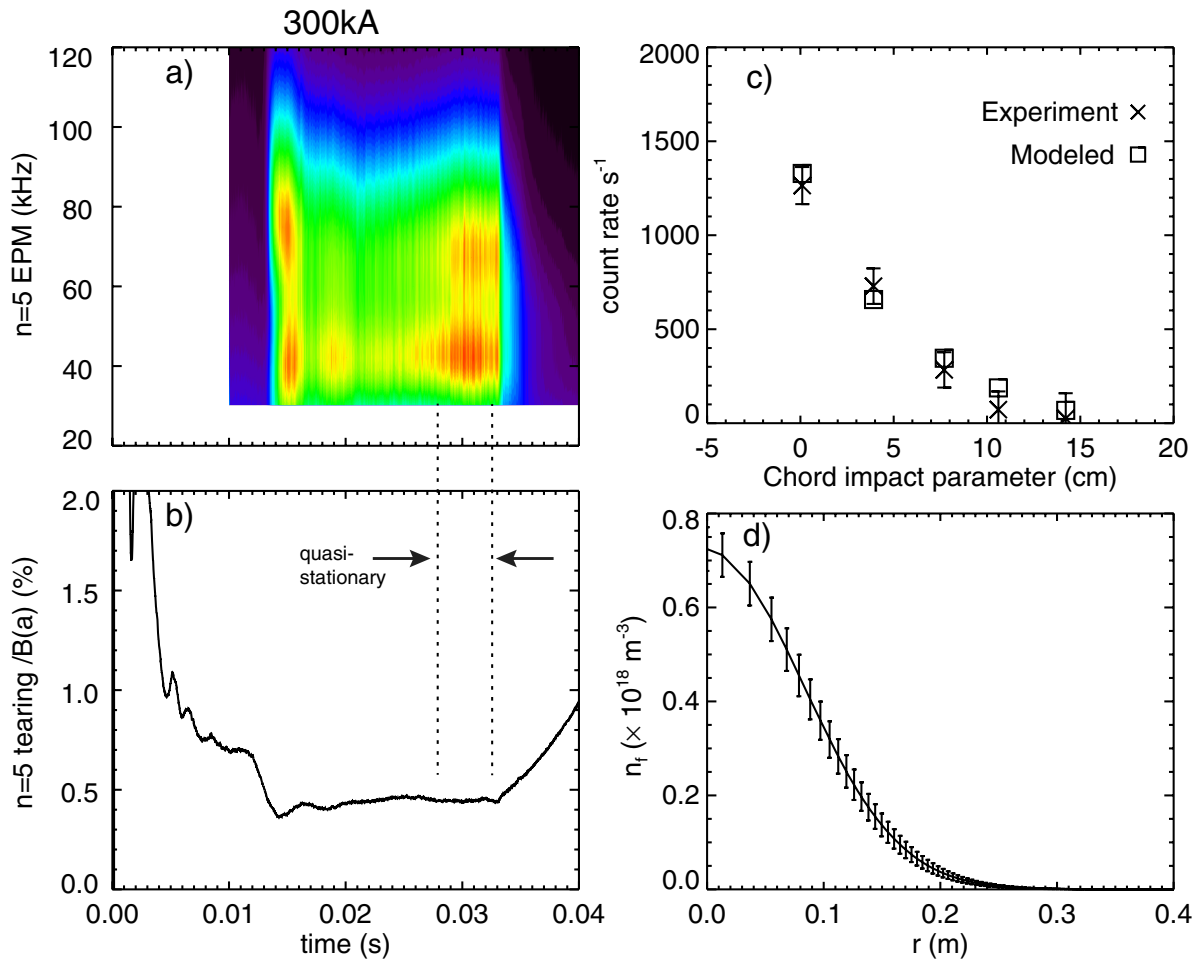 300kA
a)
n=5 EPM (kHz)
120
100
80
60
40
20
b)
n=5 tearing /B(a) (%)
2.0
1.5
1.0
0.5
0.0
quasi-
stationary
0.00 0.01 0.02 0.03 0.04
time (s)
c)
Experiment
Modeled
count rate s⁻¹
2000
1500
1000
500
0
-5 0 5 10 15 20
Chord impact parameter (cm)
d)
n_f (× 10¹⁸ m⁻³)
0.8
0.6
0.4
0.2
0.0
0.0 0.1 0.2 0.3 0.4
r (m)